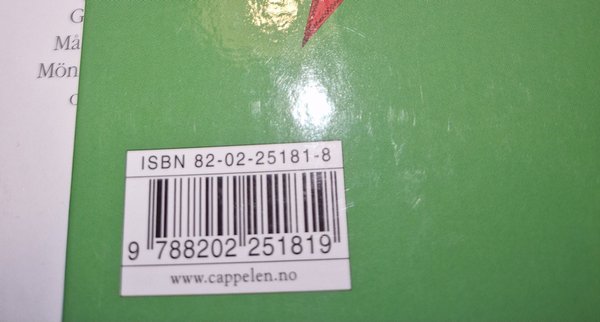 G
Må
Mön
ISBN 82-02-25181-8
9 788202 251819
www.cappelen.no